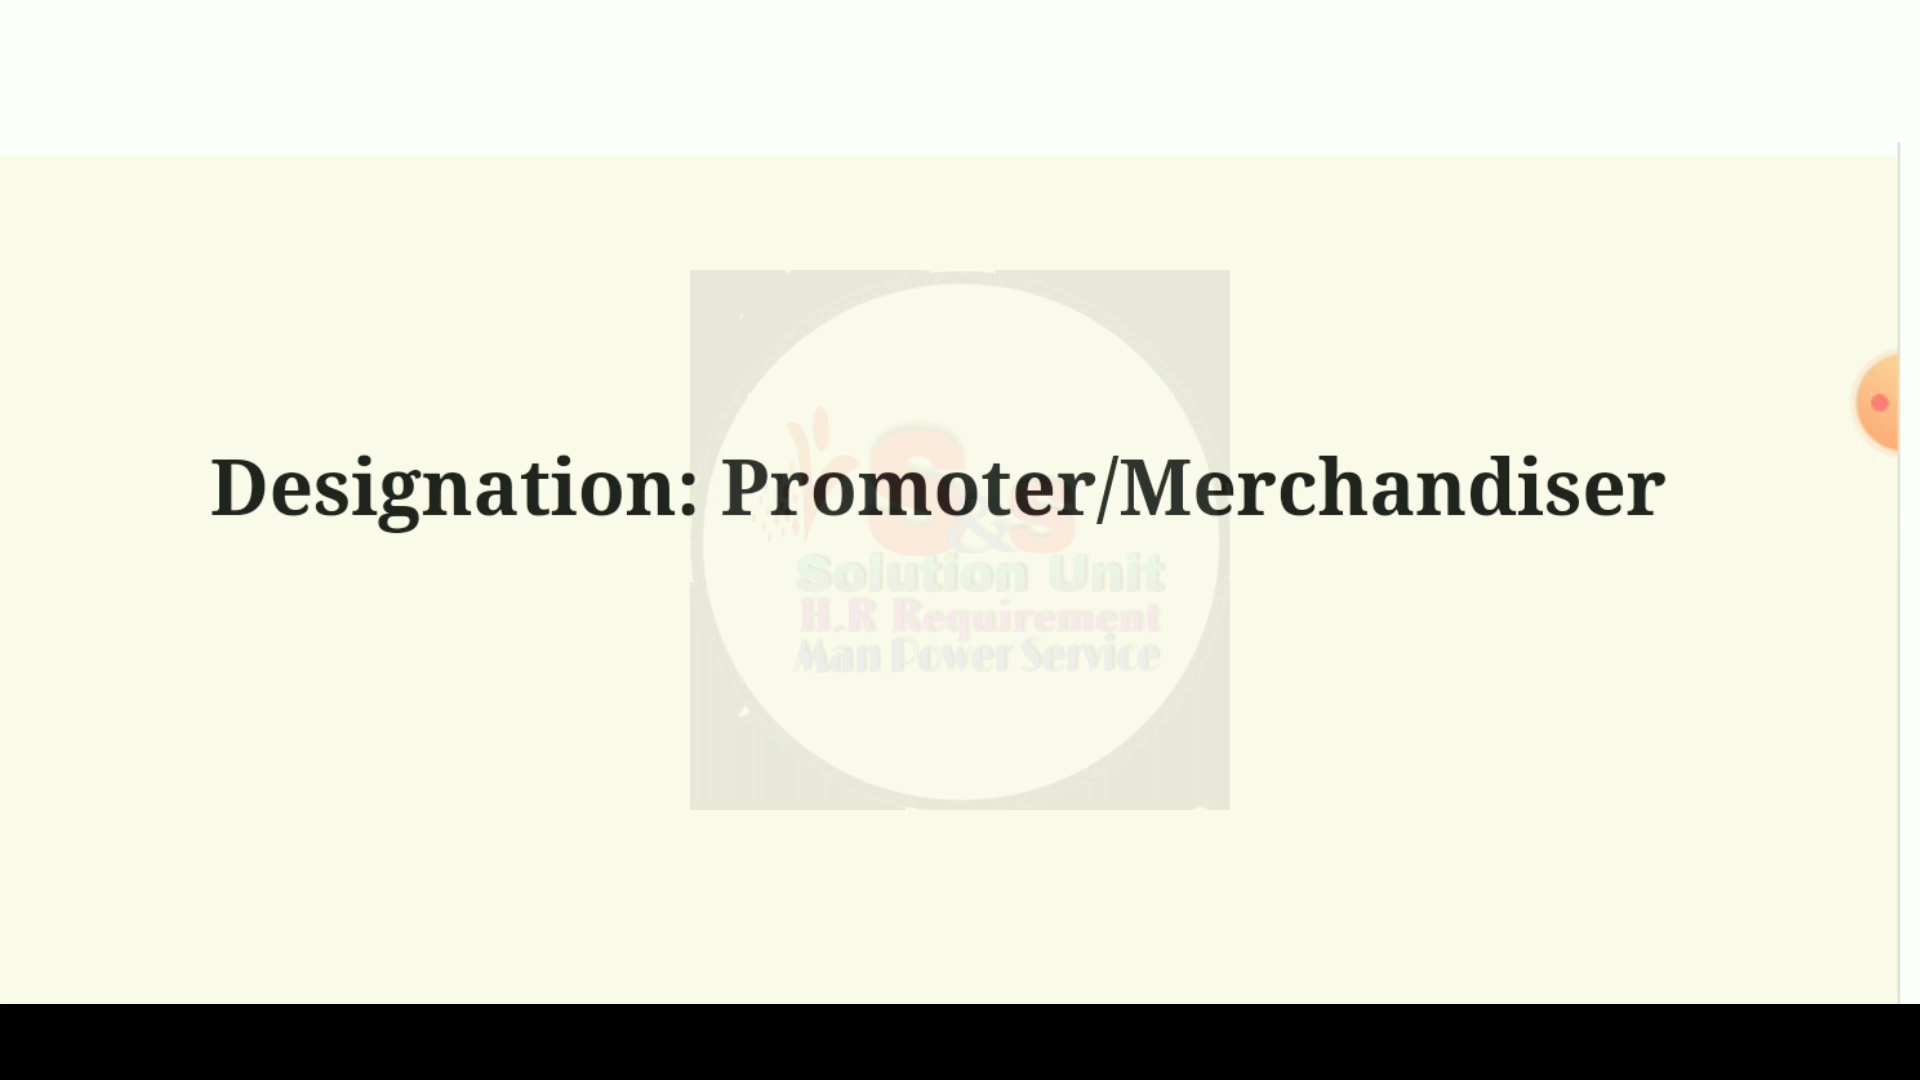 Designation: Promoter/Merchandiser
S&S
Solution Unit
H.R Requirement
Man Power Service